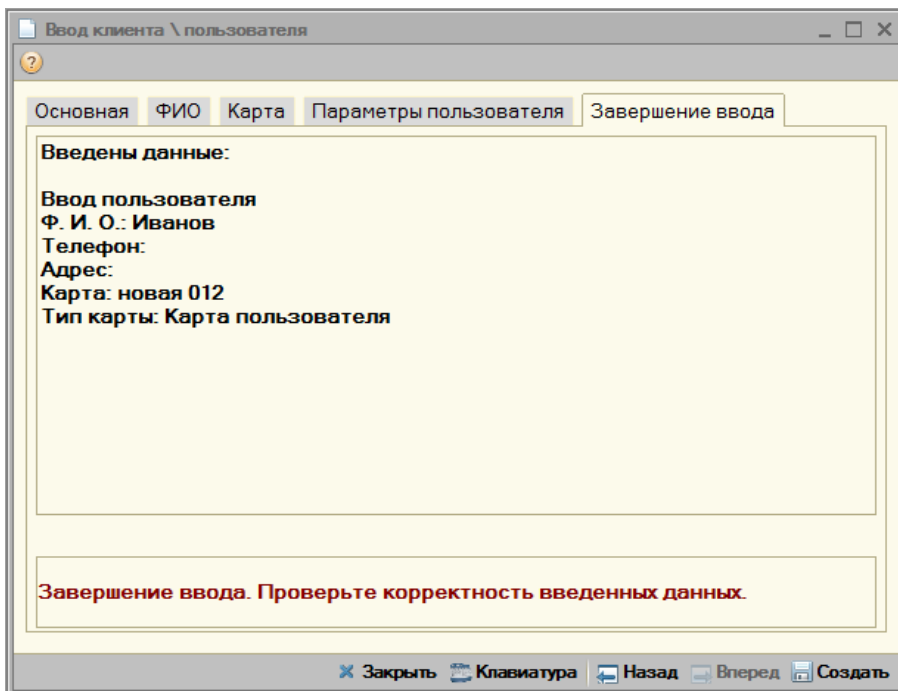 Ввод клиента \ пользователя
Основная ФИО Карта Параметры пользователя Завершение ввода
Введены данные:
Ввод пользователя
Ф. И. О.: Иванов
Телефон:
Адрес:
Карта: новая 012
Тип карты: Карта пользователя
Завершение ввода. Проверьте корректность введенных данных.
Закрыть Клавиатура Назад Вперед Создать